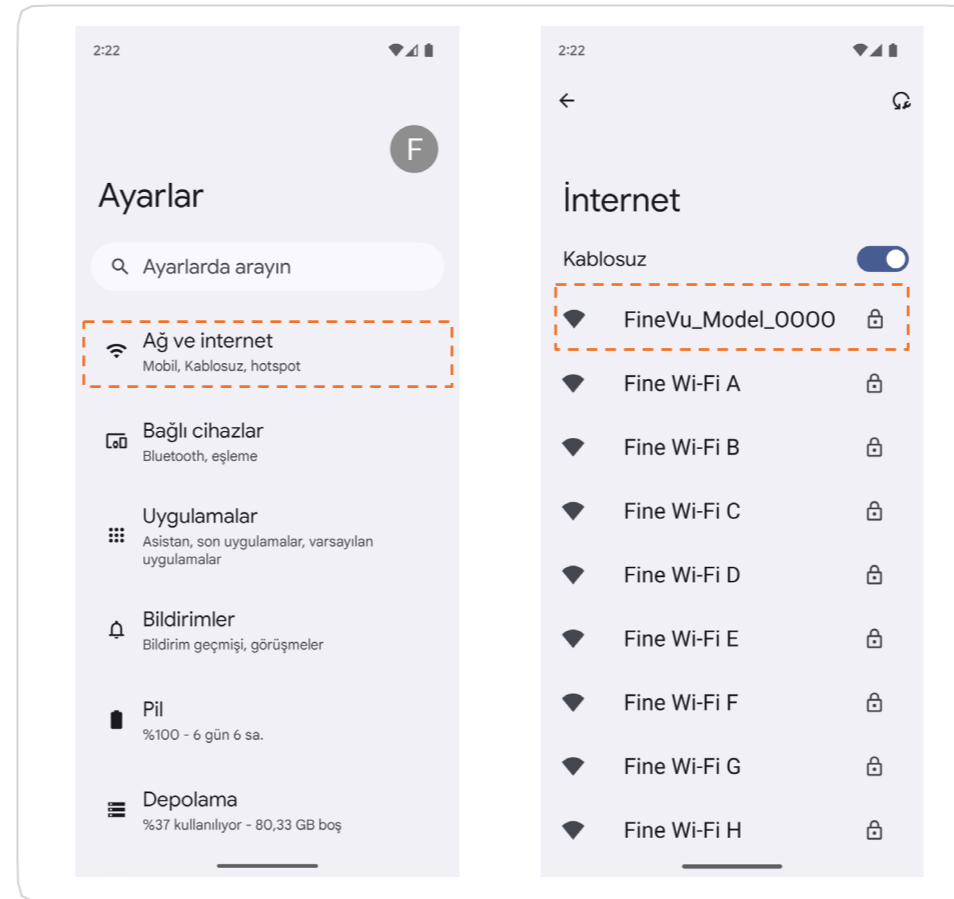 2:22
F
Ayarlar
Ayarlarda arayın
Ağ ve internet
Mobil, Kablosuz, hotspot
Bağlı cihazlar
Bluetooth, eşleme
Uygulamalar
Asistan, son uygulamalar, varsayılan
uygulamalar
Bildirimler
Bildirim geçmişi, görüşmeler
Pil
%100 - 6 gün 6 sa.
Depolama
%37 kullanılıyor - 80,33 GB boş
2:22
İnternet
Kablosuz
FineVu_Model_0000
Fine Wi-Fi A
Fine Wi-Fi B
Fine Wi-Fi C
Fine Wi-Fi D
Fine Wi-Fi E
Fine Wi-Fi F
Fine Wi-Fi G
Fine Wi-Fi H